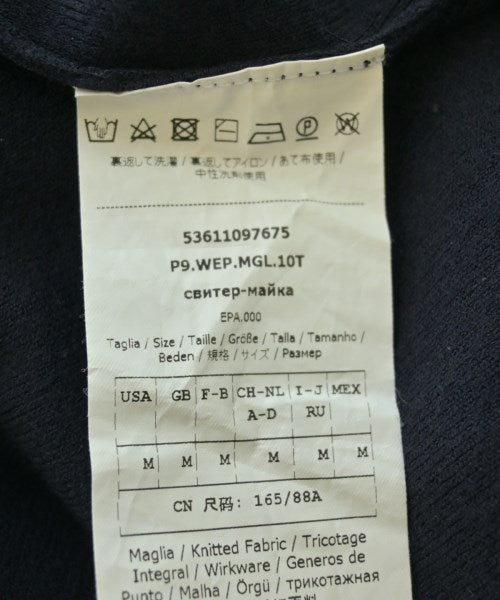 裏返して洗濯 / 裏返してアイロン / あて布使用 /
中性洗剤使用
53611097675
P9.WEP.MGL.10T
свитер-майка
EPA.000
Taglia / Size / Taille / Größe / Talla / Tamanho /
Beden / 規格 / サイズ / Размер
USA GB F-B CH-NL I-J MEX
A-D RU
M M M M M M
CN 尺码: 165/88A
Maglia / Knitted Fabric / Tricotage
Integral / Wirkware / Generos de
Punto / Malha / Örgü / трикотажная